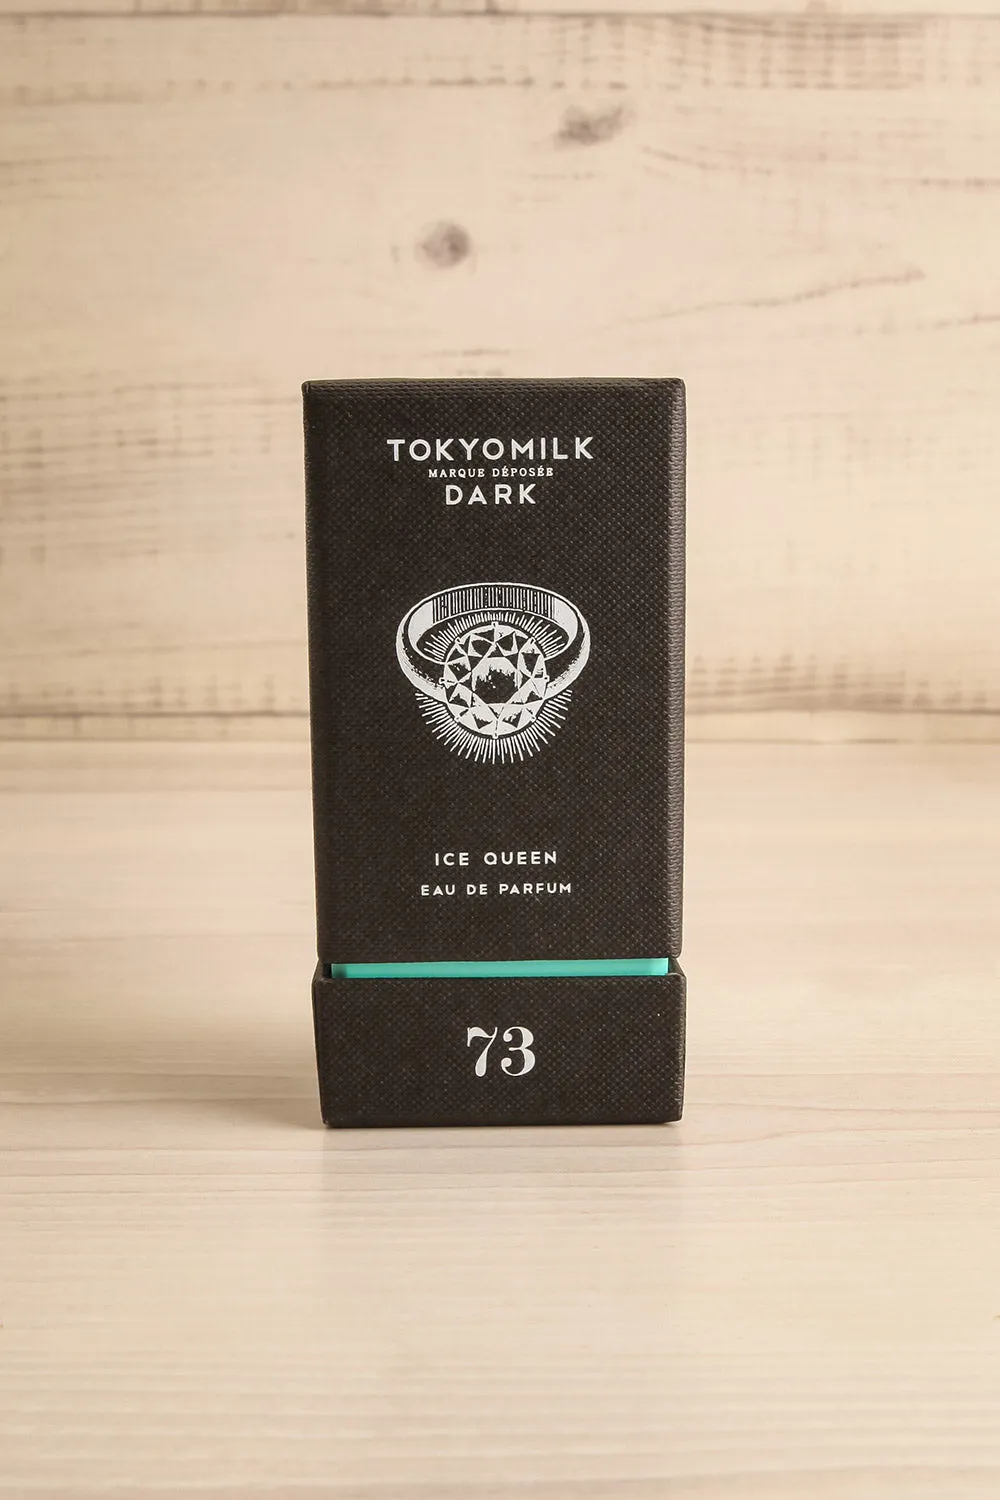 TOKYOMILK
MARQUE DÉPOSÉE
DARK
ICE QUEEN
EAU DE PARFUM
73